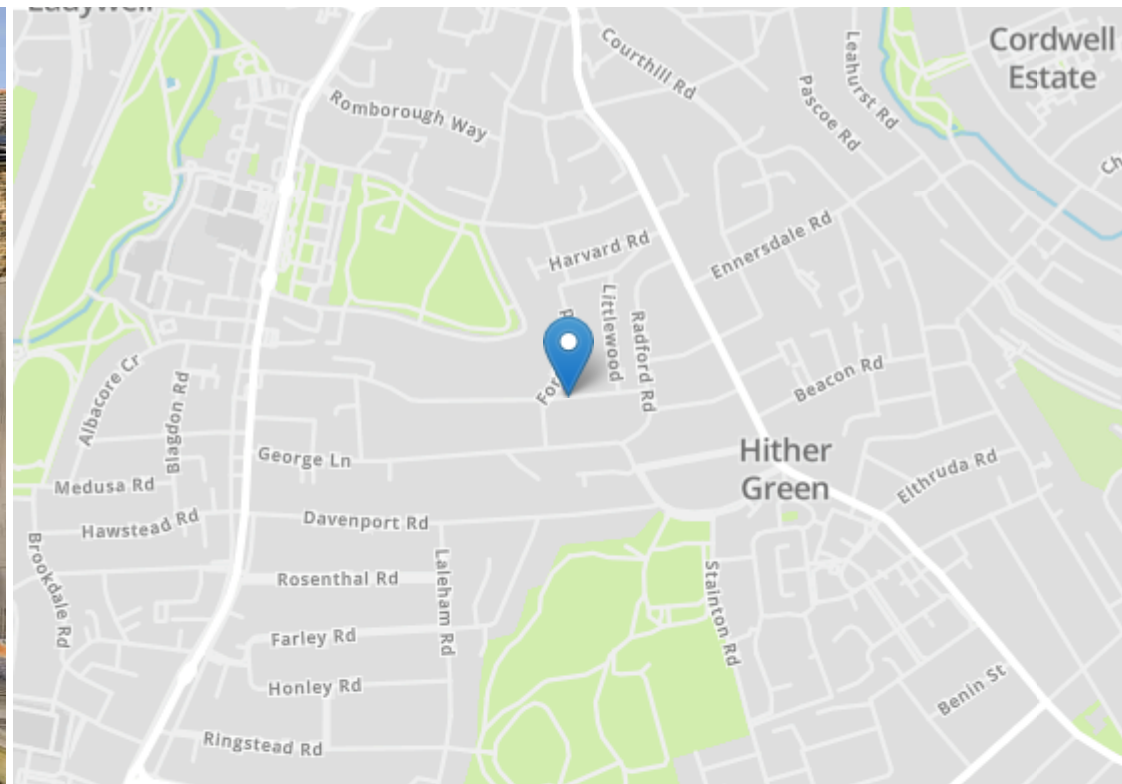 Ladywell
Cordwell
Estate
Courthill Rd
Leahurst Rd
Pascoe Rd
Romborough Way
Harvard Rd
Ennersdale Rd
Littlewood
Radford Rd
Albacore Cr
Blagdon Rd
Beacon Rd
George Ln
Hither
Green
Elthruda Rd
Medusa Rd
Hawstead Rd
Davenport Rd
Brookdale Rd
Laleham Rd
Rosenthal Rd
Stainton Rd
Farley Rd
Honley Rd
Benin St
Ringstead Rd